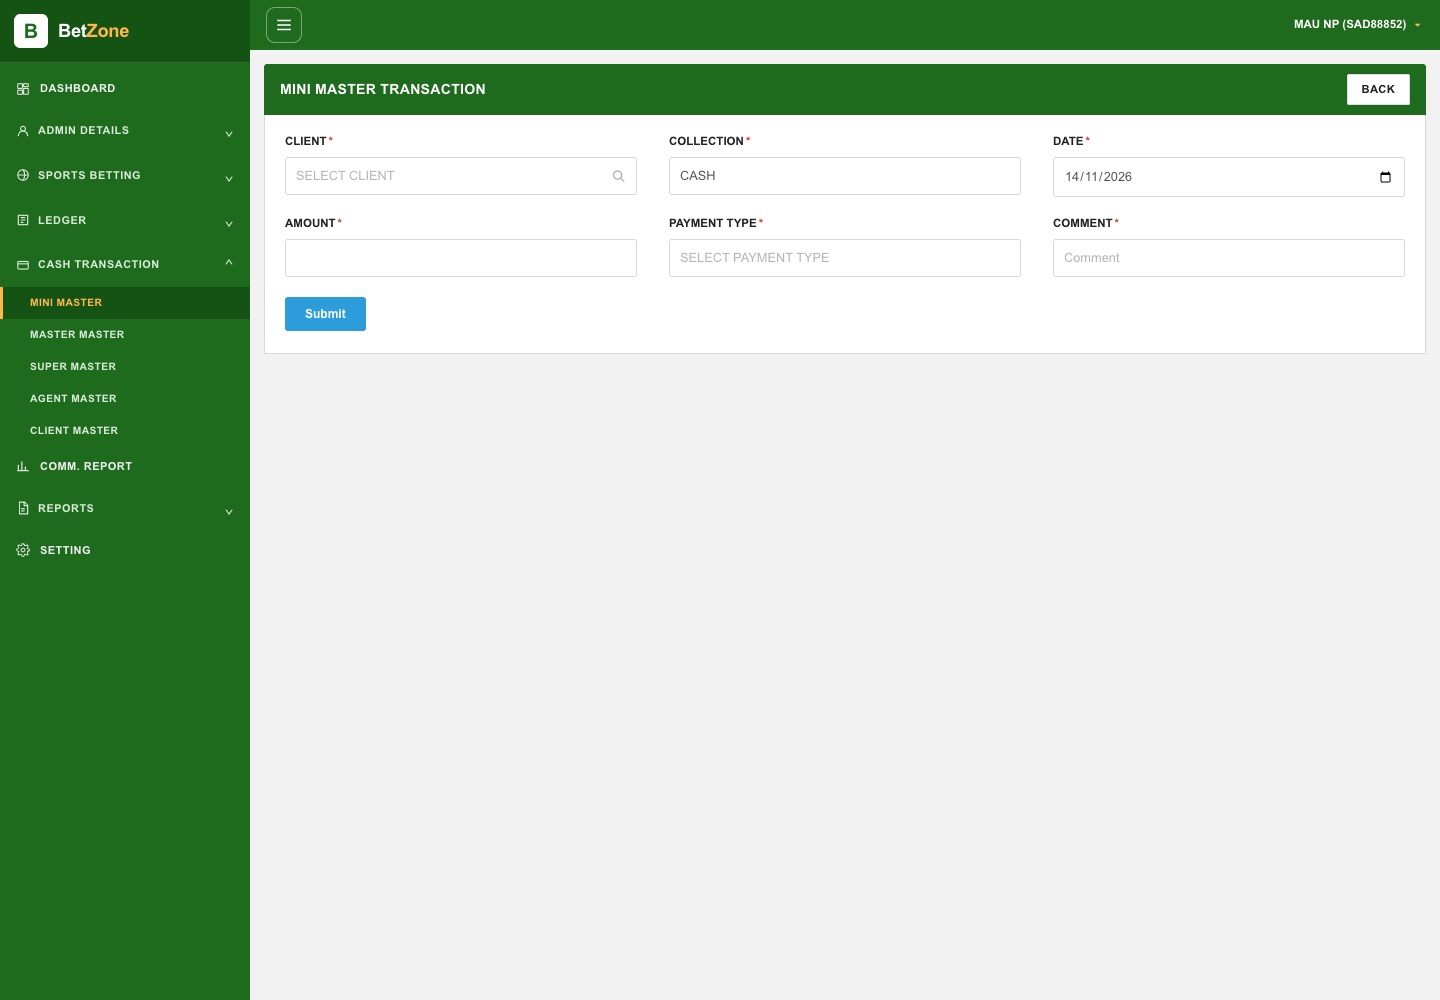 B BetZone
MAU NP (SAD88852)
DASHBOARD
ADMIN DETAILS
SPORTS BETTING
LEDGER
CASH TRANSACTION
MINI MASTER
MASTER MASTER
SUPER MASTER
AGENT MASTER
CLIENT MASTER
COMM. REPORT
REPORTS
SETTING
MINI MASTER TRANSACTION
BACK
CLIENT*
SELECT CLIENT
COLLECTION*
CASH
DATE*
14/11/2026
AMOUNT*
PAYMENT TYPE*
SELECT PAYMENT TYPE
COMMENT*
Comment
Submit